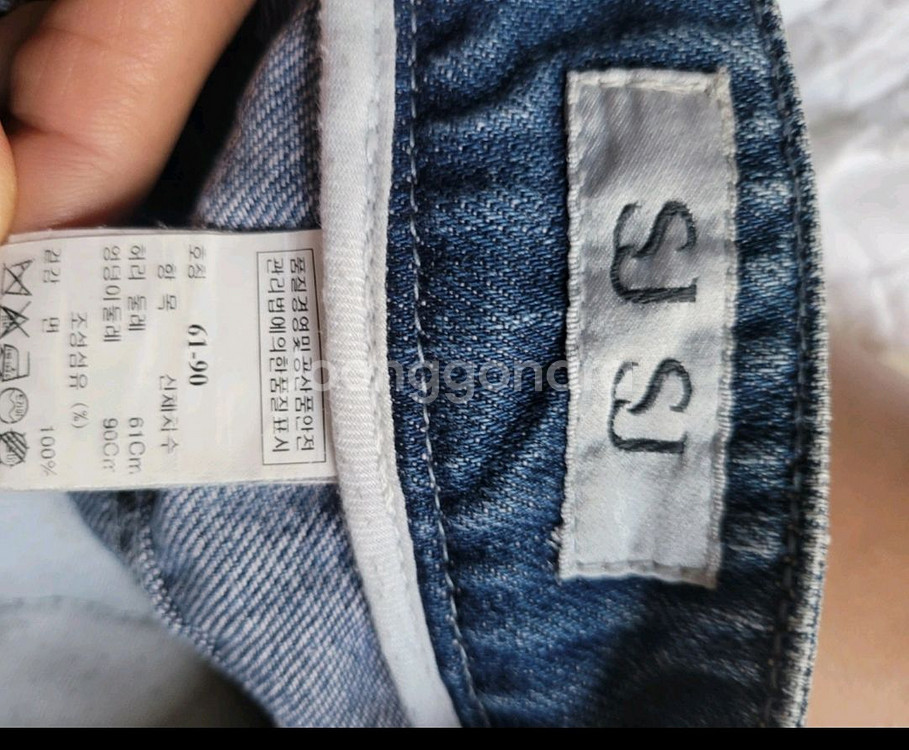 품질경영및공산품안전
관리법에의한품질표시
호칭 61-90
항목 신체치수
허리 둘레 61Cm
엉덩이둘레 90Cm
조성섬유 (%)
겉감 면 100%
SJ SJ